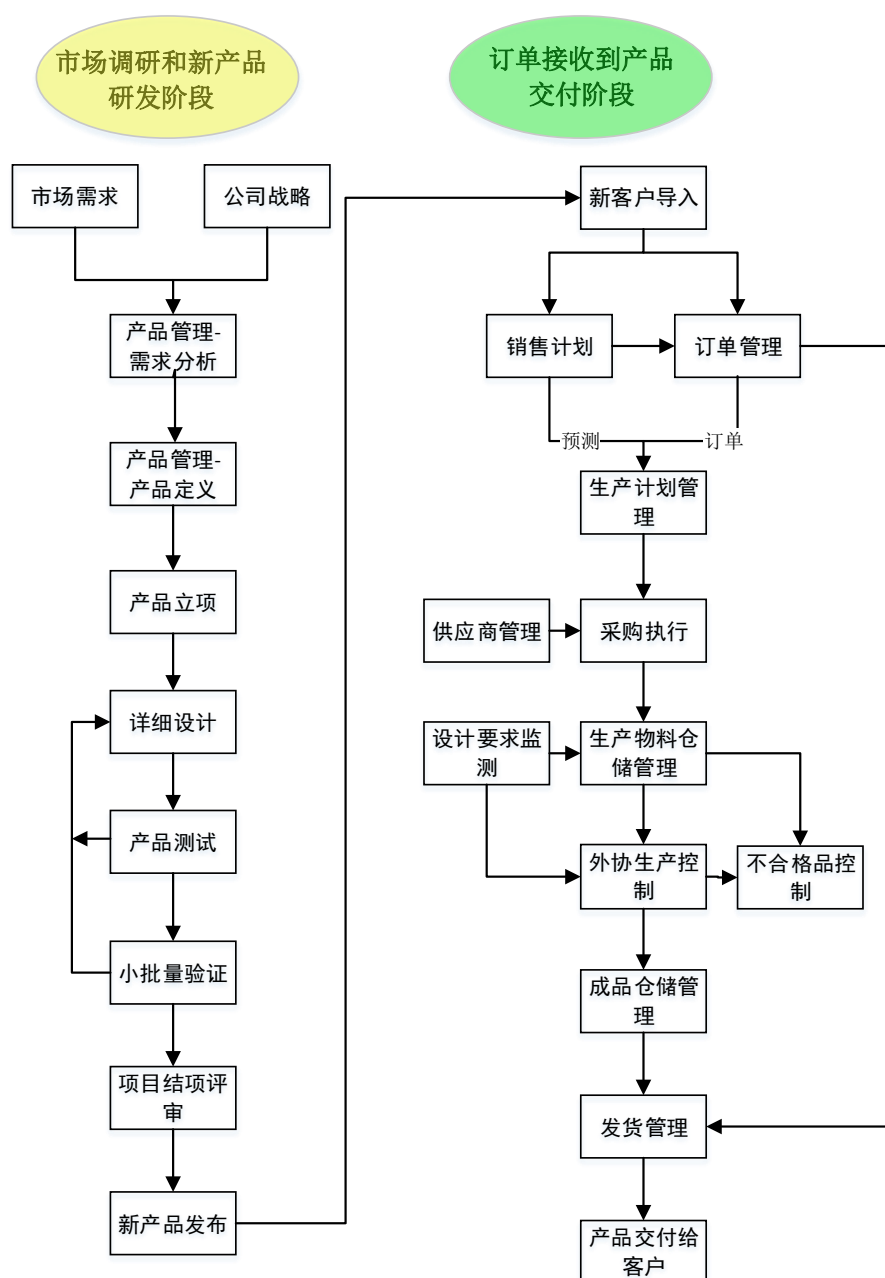 市场调研和新产品
研发阶段
订单接收到产品
交付阶段
市场需求
公司战略
产品管理-
需求分析
产品管理-
产品定义
产品立项
详细设计
产品测试
小批量验证
项目结项评
审
新产品发布
新客户导入
销售计划
订单管理
预测
订单
生产计划管
理
供应商管理
采购执行
设计要求监
测
生产物料仓
储管理
外协生产控
制
不合格品控
制
成品仓储管
理
发货管理
产品交付给
客户